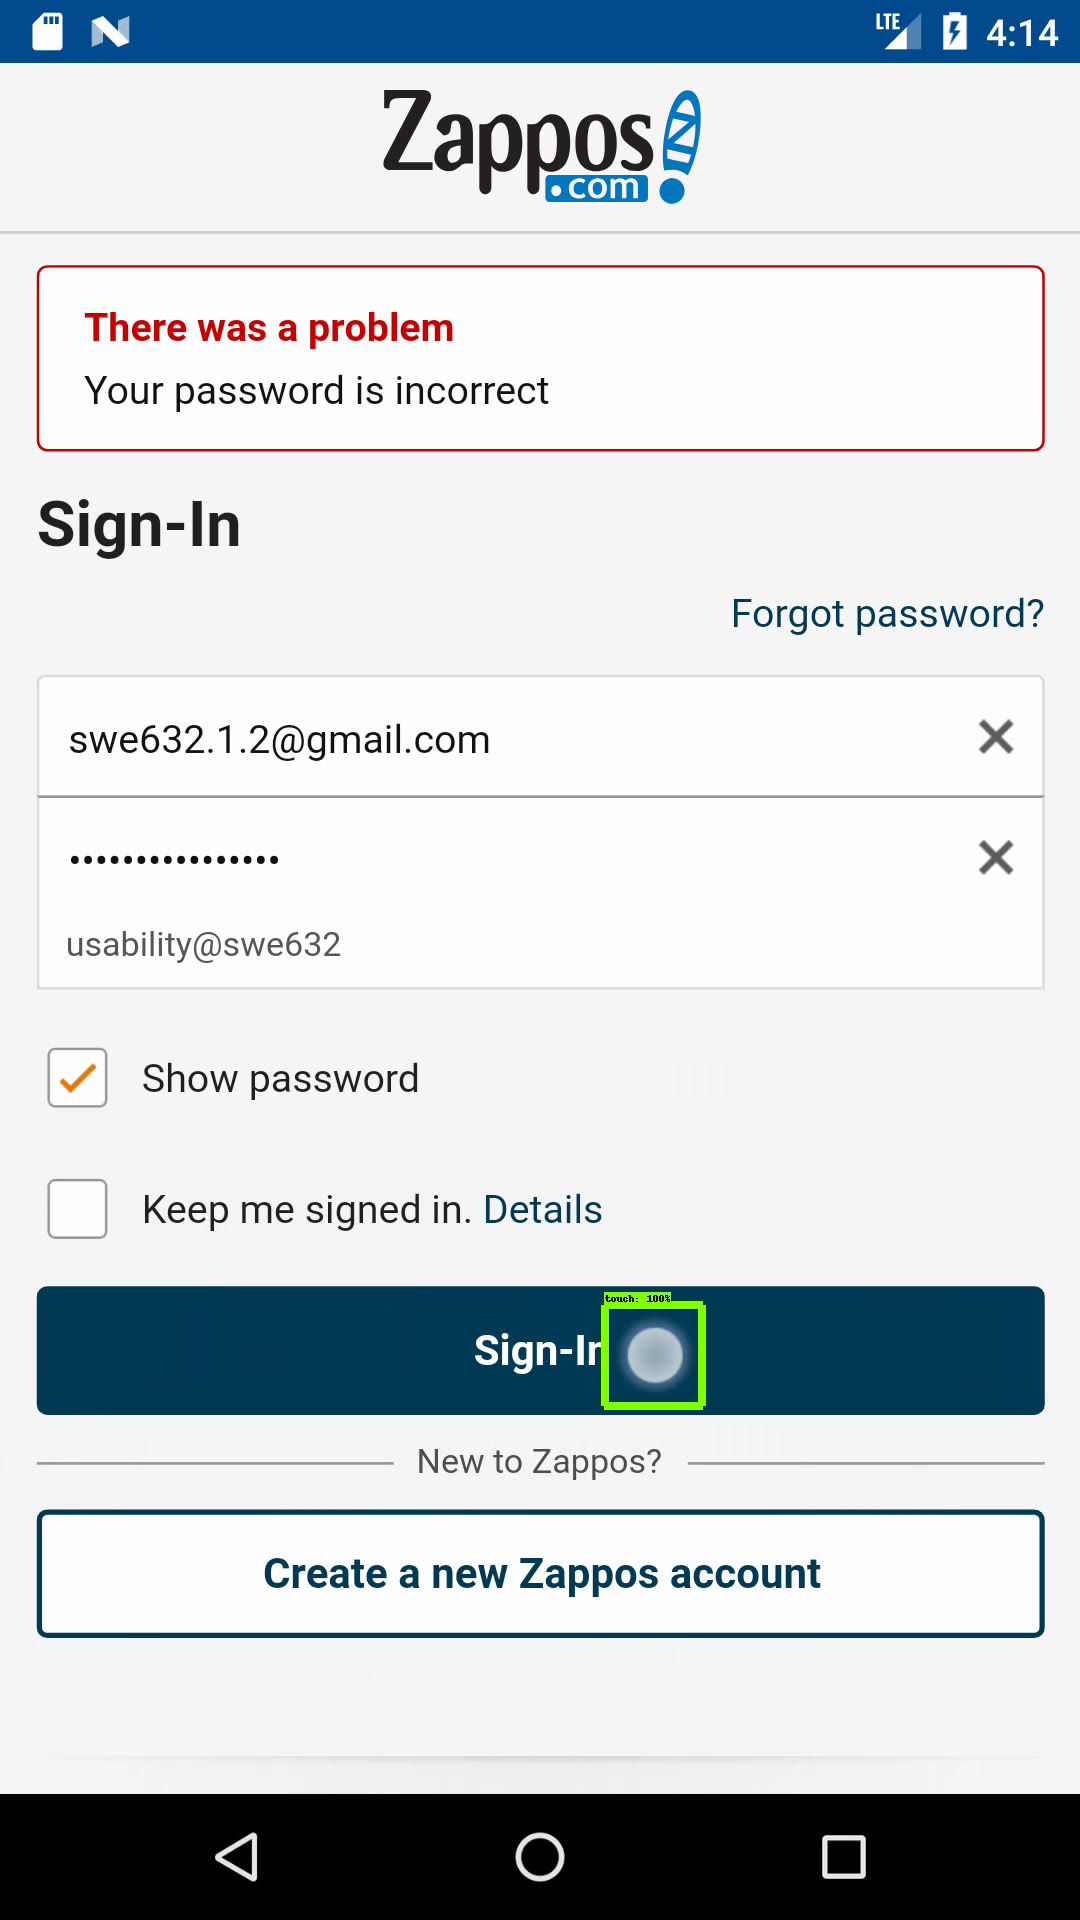 LTE 4:14
Zappos
.com
There was a problem
Your password is incorrect
Sign-In
Forgot password?
swe632.1.2@gmail.com
••••••••••••••••
usability@swe632
Show password
Keep me signed in. Details
touch: 100%
Sign-In
New to Zappos?
Create a new Zappos account